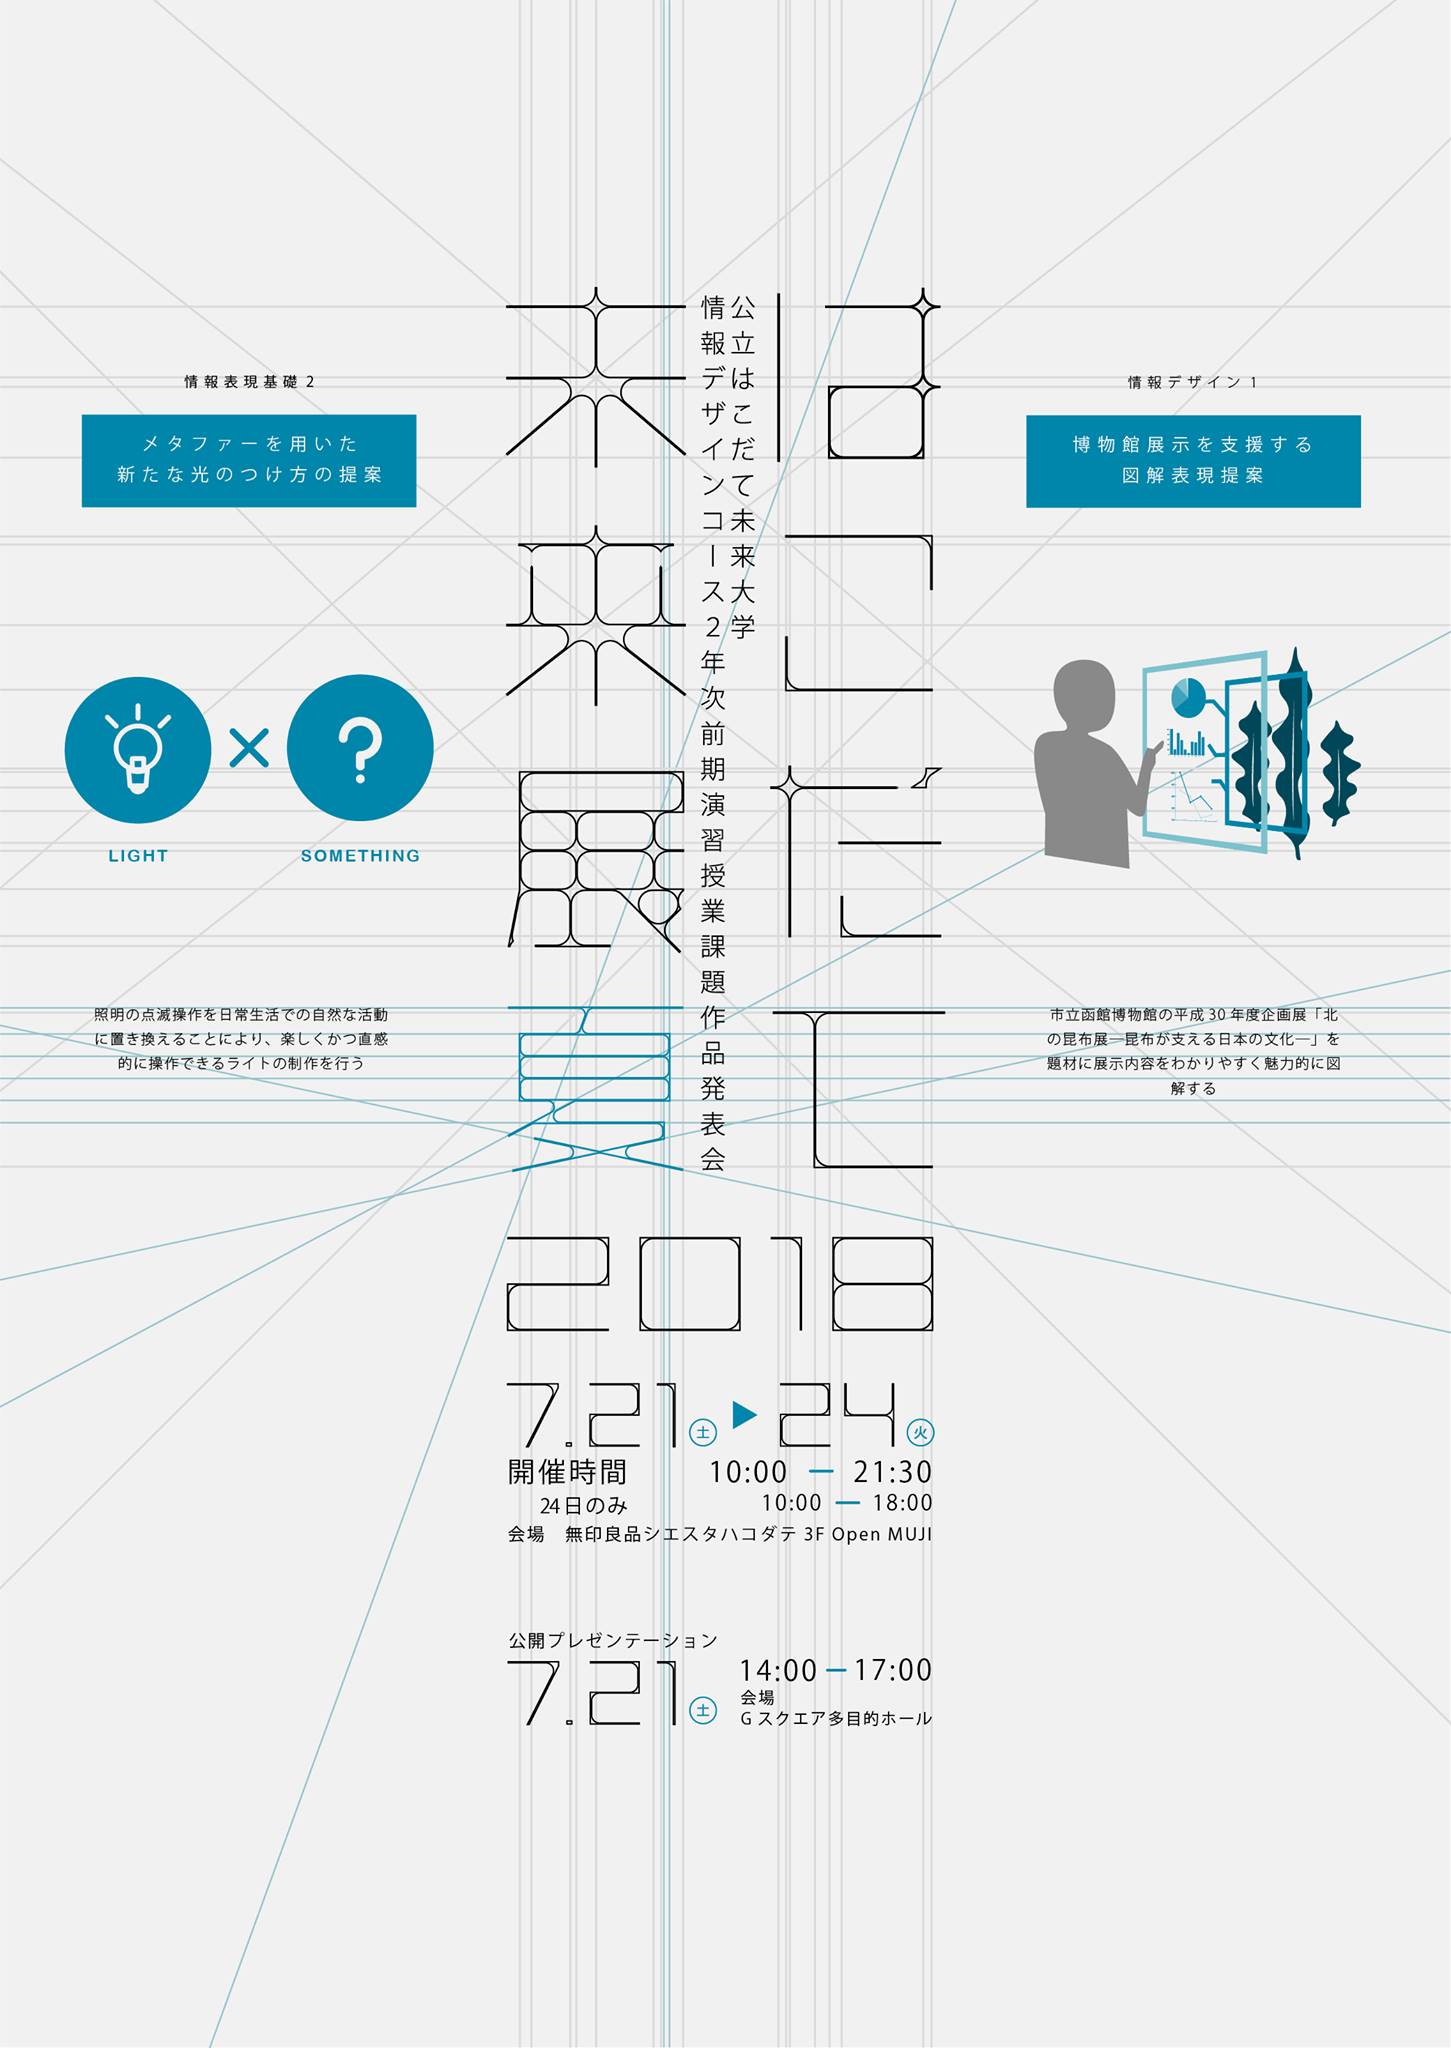 はこだて
公立はこだて未来大学
情報デザインコース２年次前期演習授業課題作品発表会
未来展夏
情報デザイン 1
博物館展示を支援する
図解表現提案
市立函館博物館の平成 30 年度企画展「北
の昆布展―昆布が支える日本の文化―」を
題材に展示内容をわかりやすく魅力的に図
解する
情報表現基礎 2
メタファーを用いた
新たな光のつけ方の提案
? 
LIGHT × SOMETHING
照明の点滅操作を日常生活での自然な活動
に置き換えることにより、楽しくかつ直感
的に操作できるライトの制作を行う
2018
7.21 土 ▶ 24 火
開催時間 10:00 — 21:30
24日のみ 10:00 — 18:00
会場　無印良品シエスタハコダテ 3F Open MUJI
公開プレゼンテーション
7.21 土 14:00 — 17:00
会場
G スクエア多目的ホール